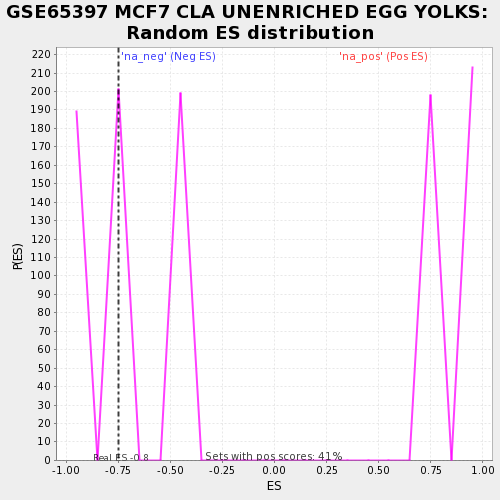 GSE65397 MCF7 CLA UNENRICHED EGG YOLKS:
Random ES distribution
'na_neg' (Neg ES)
'na_pos' (Pos ES)
220
210
200
190
180
170
160
150
140
130
120
110
100
90
80
70
60
50
40
30
20
10
0
P(ES)
Real ES -0.8
Sets with pos scores: 41%
-1.00 -0.75 -0.50 -0.25 0.00 0.25 0.50 0.75 1.00
ES